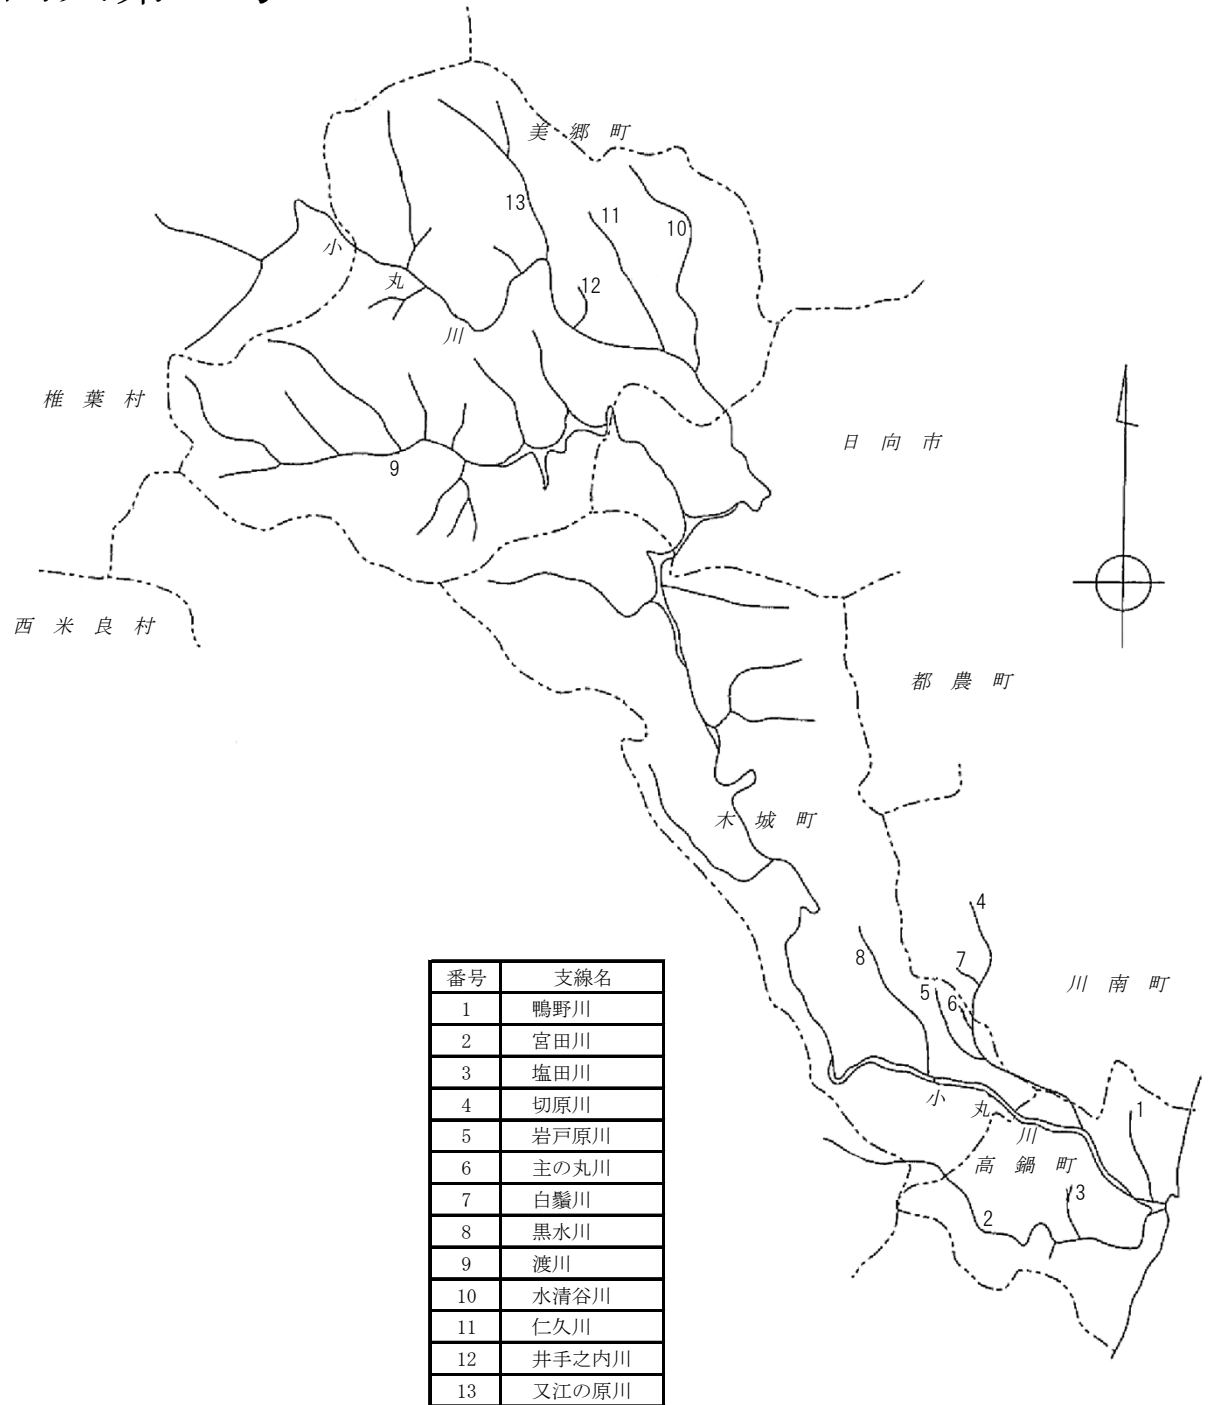 美郷町
13
11
10
小
丸
12
川
椎葉村
日向市
9
西米良村
都農町
木城町
4
8
7
5
6
川南町
小
丸
川
1
高鍋町
3
2
番号 支線名
1 鴨野川
2 宮田川
3 塩田川
4 切原川
5 岩戸原川
6 主の丸川
7 白鬚川
8 黒水川
9 渡川
10 水清谷川
11 仁久川
12 井手之内川
13 又江の原川